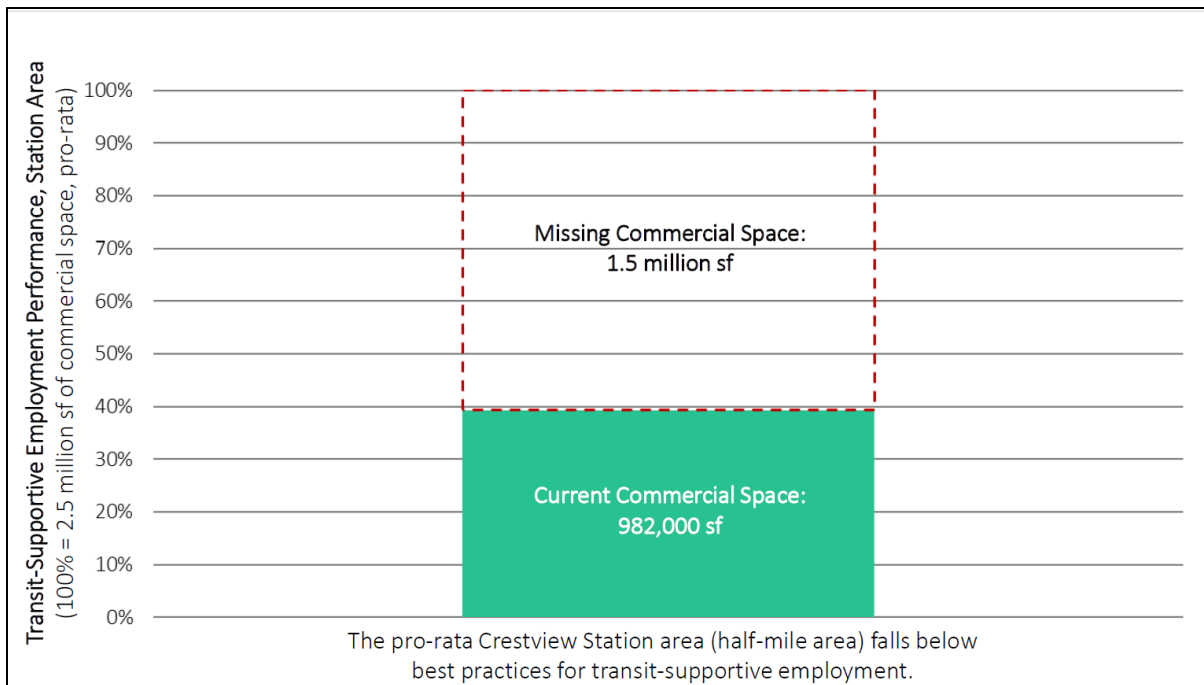 Transit-Supportive Employment Performance, Station Area
(100% = 2.5 million sf of commercial space, pro-rata)
100%
90%
80%
70%
60%
50%
40%
30%
20%
10%
0%
Missing Commercial Space:
1.5 million sf
Current Commercial Space:
982,000 sf
The pro-rata Crestview Station area (half-mile area) falls below
best practices for transit-supportive employment.